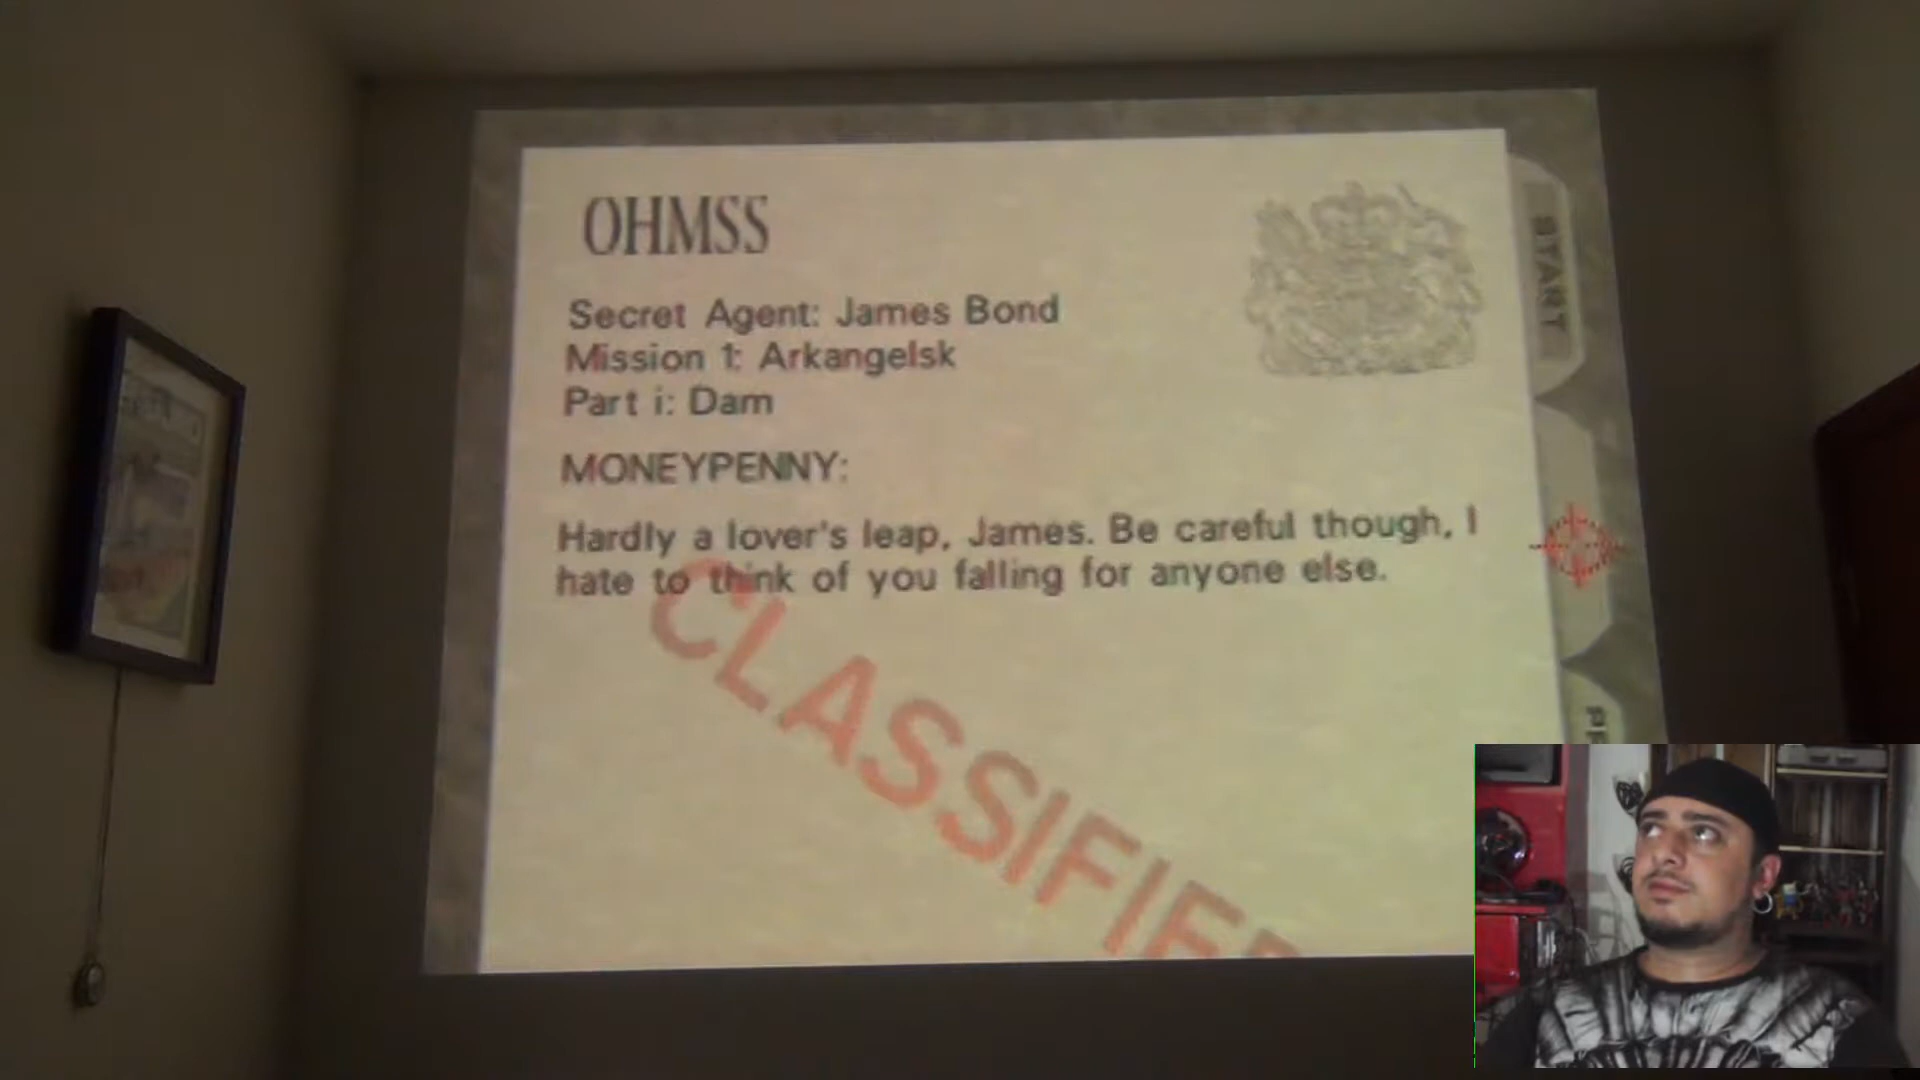 OHMSS
Secret Agent: James Bond
Mission 1: Arkangelsk
Part i: Dam
MONEYPENNY:
Hardly a lover's leap, James. Be careful though, I
hate to think of you falling for anyone else.
CLASSIFIE
START